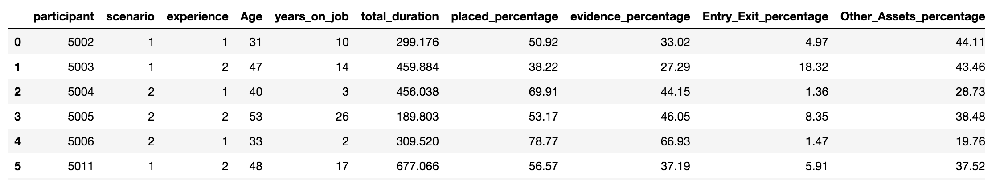 participant scenario experience Age years_on_job total_duration placed_percentage evidence_percentage Entry_Exit_percentage Other_Assets_percentage
0 5002 1 1 31 10 299.176 50.92 33.02 4.97 44.11
1 5003 1 2 47 14 459.884 38.22 27.29 18.32 43.46
2 5004 2 1 40 3 456.038 69.91 44.15 1.36 28.73
3 5005 2 2 53 26 189.803 53.17 46.05 8.35 38.48
4 5006 2 1 33 2 309.520 78.77 66.93 1.47 19.76
5 5011 1 2 48 17 677.066 56.57 37.19 5.91 37.52